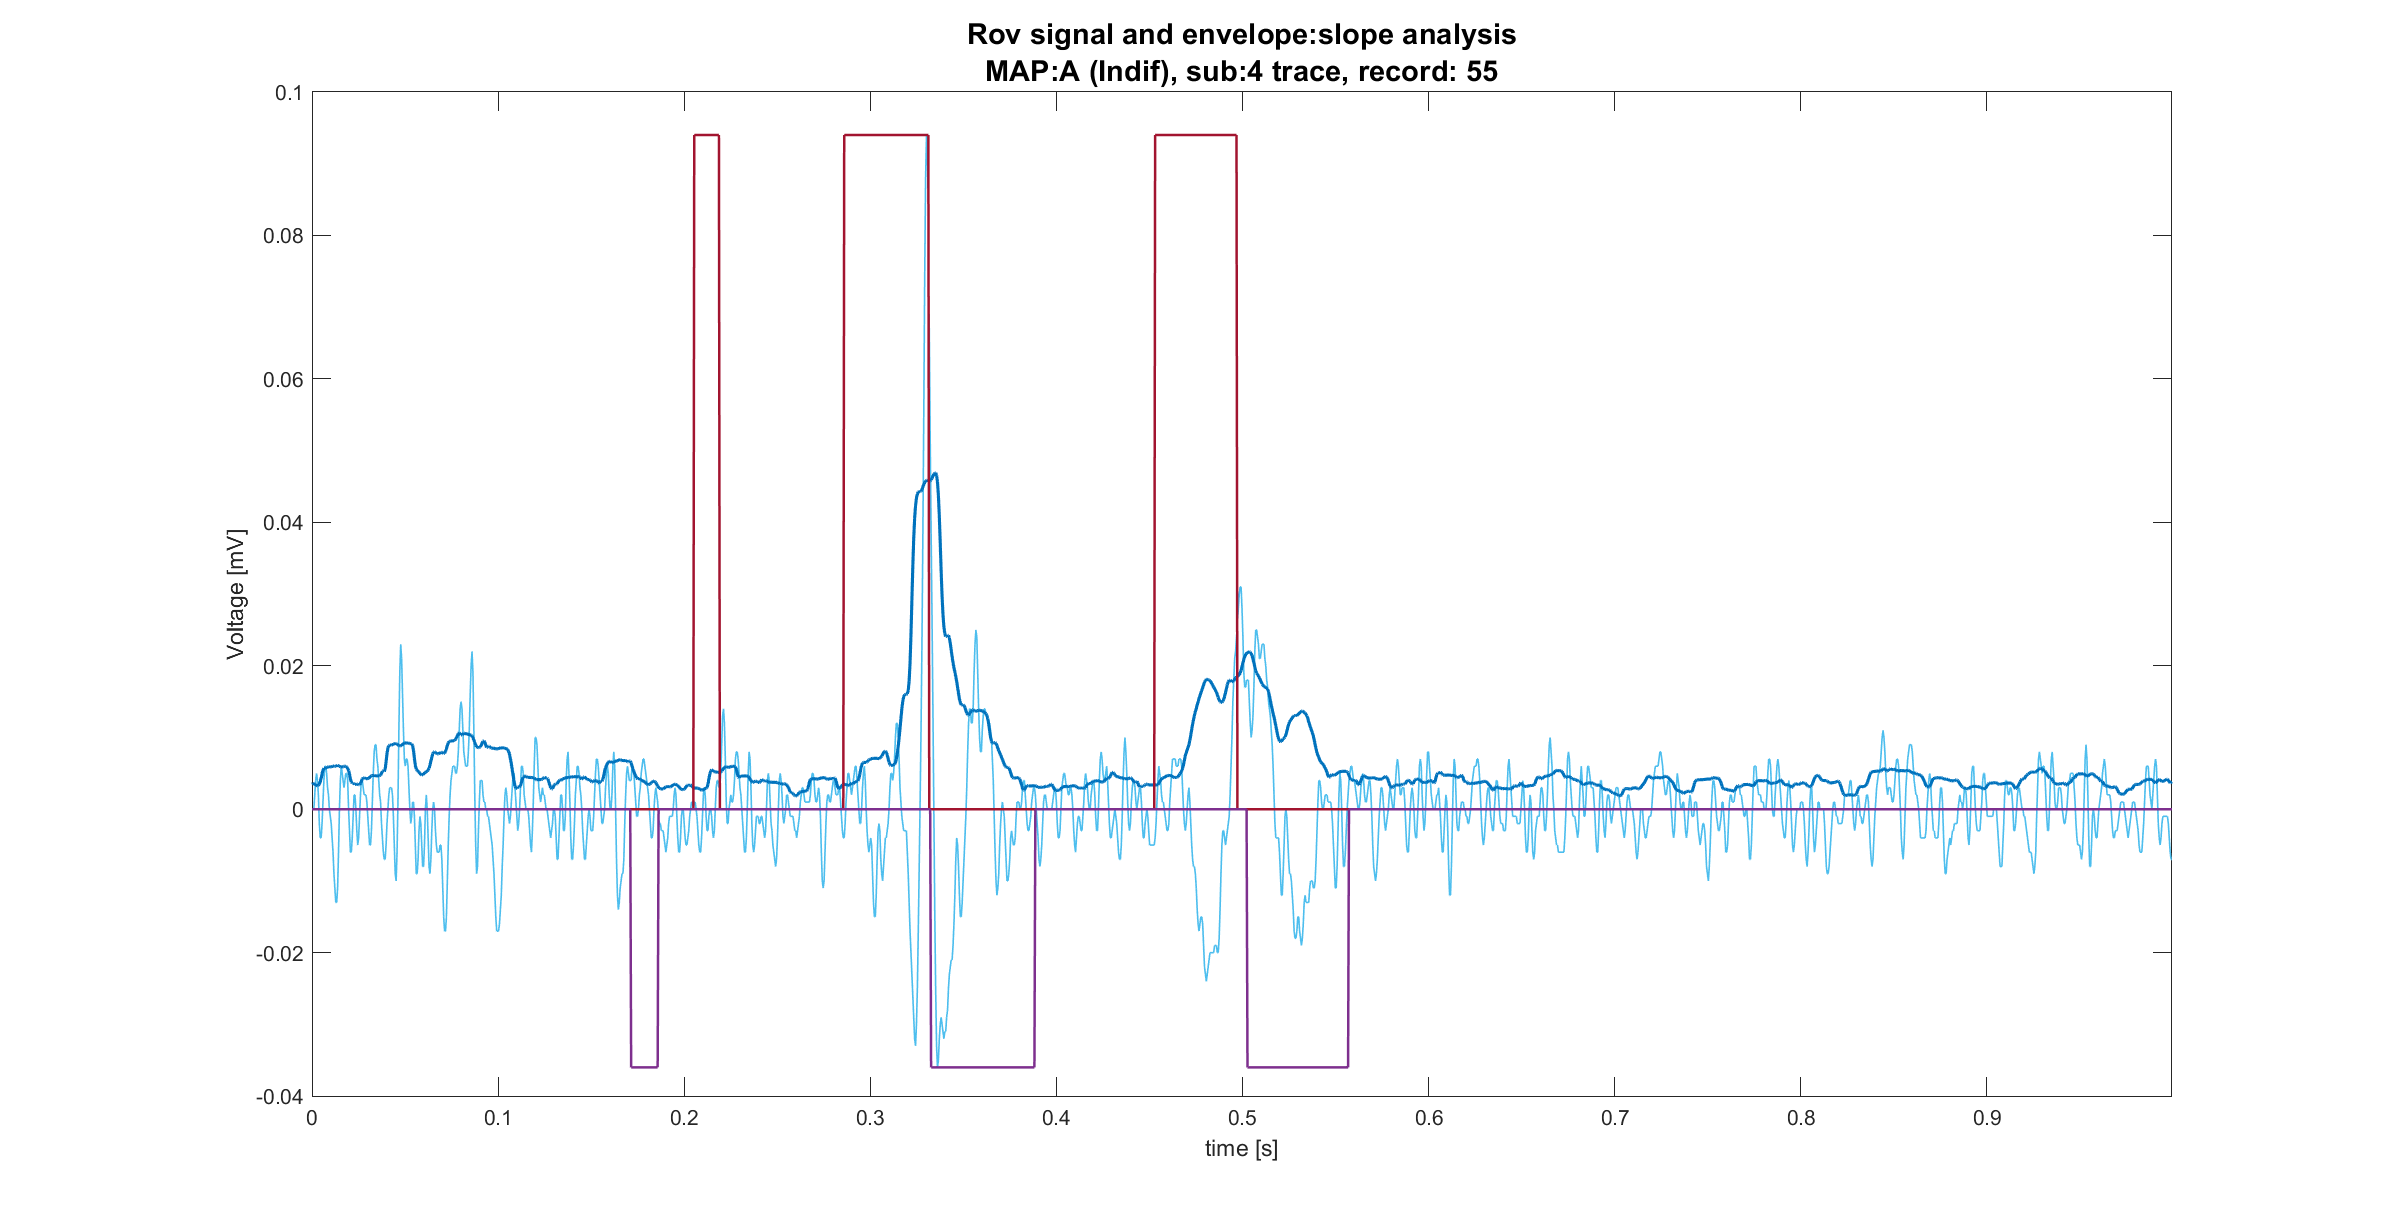 Rov signal and envelope:slope analysis
MAP:A (Indif), sub:4 trace, record: 55
0.1
0.08
0.06
0.04
0.02
0
-0.02
-0.04
Voltage [mV]
0 0.1 0.2 0.3 0.4 0.5 0.6 0.7 0.8 0.9
time [s]